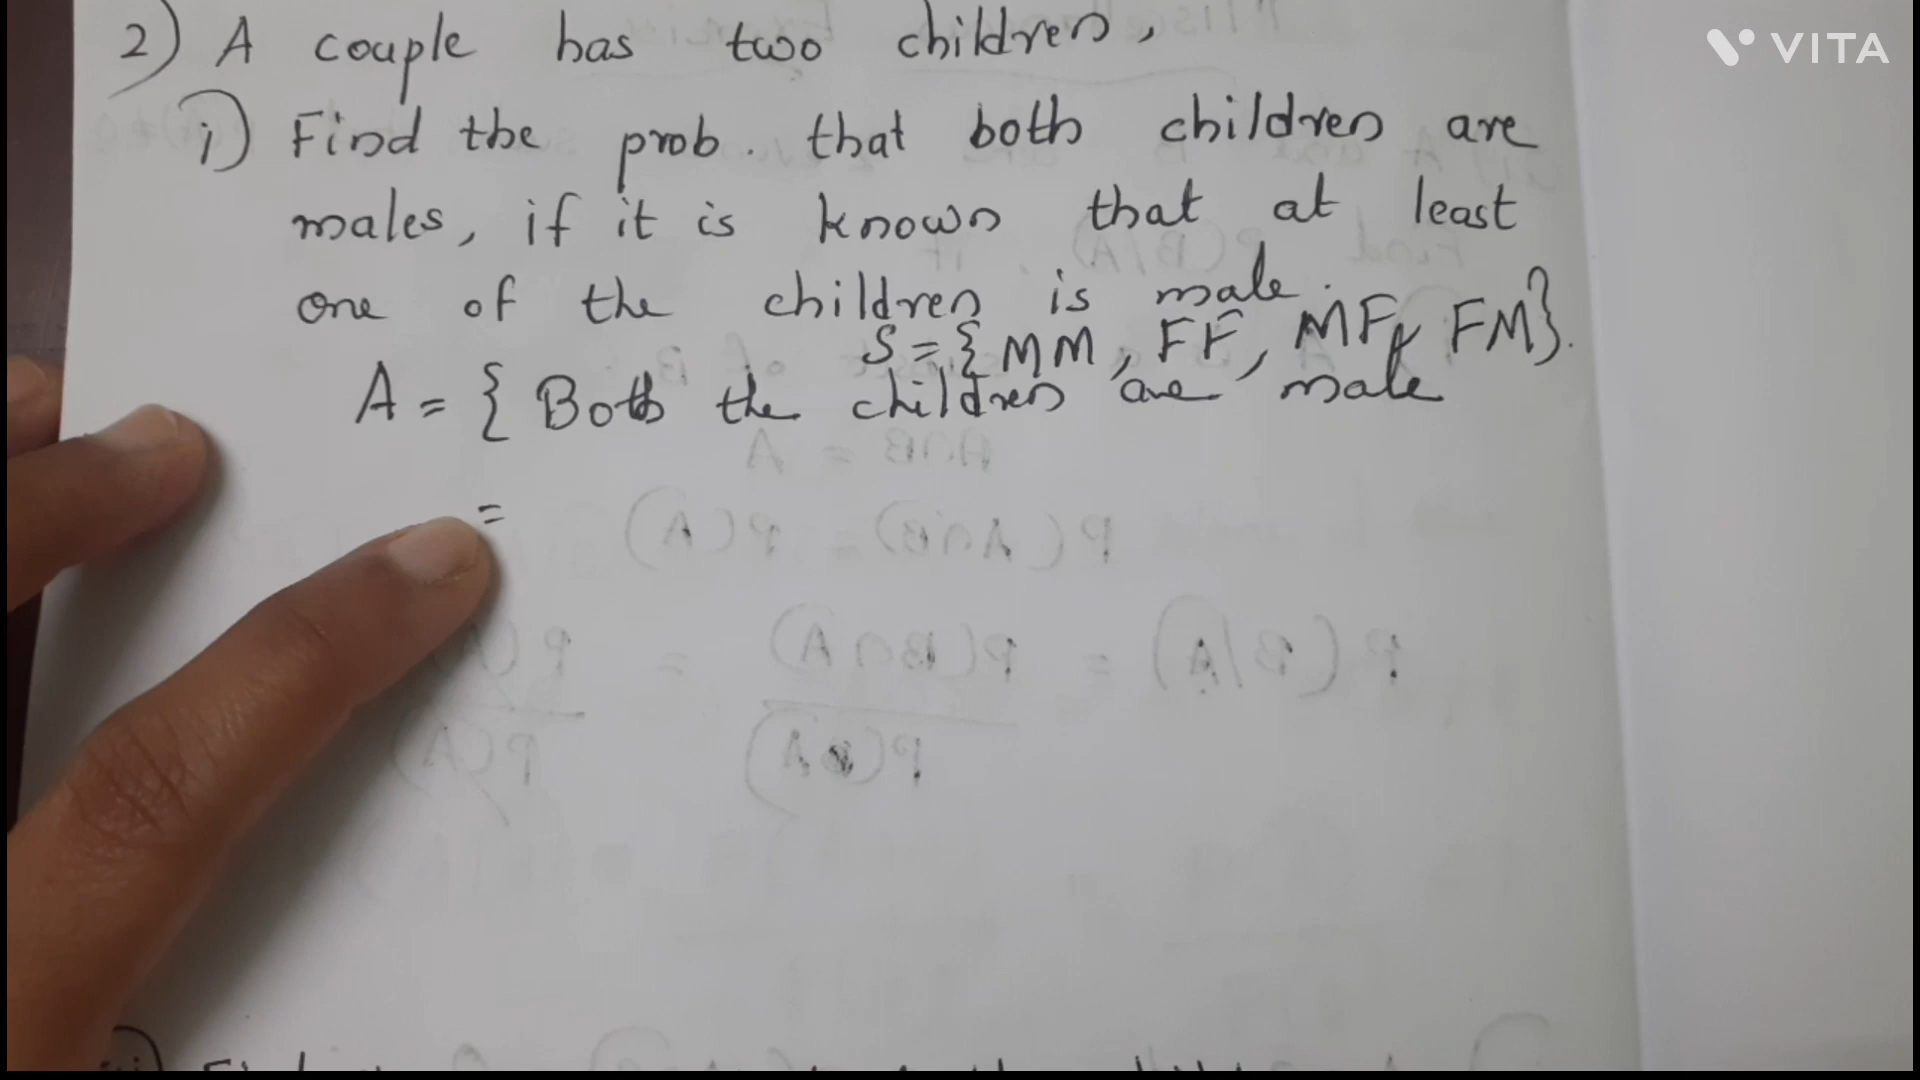 VITA
2) A couple has two children,
i) Find the prob. that both children are
males, if it is known that at least
one of the children is male.
S = {MM, FF, MF, FM}.
A = { Both the children are male
=
A∩B = A
P(A∩B) = P(A)
P(B/A) = P(B∩A) / P(A) = P(A) / P(A)